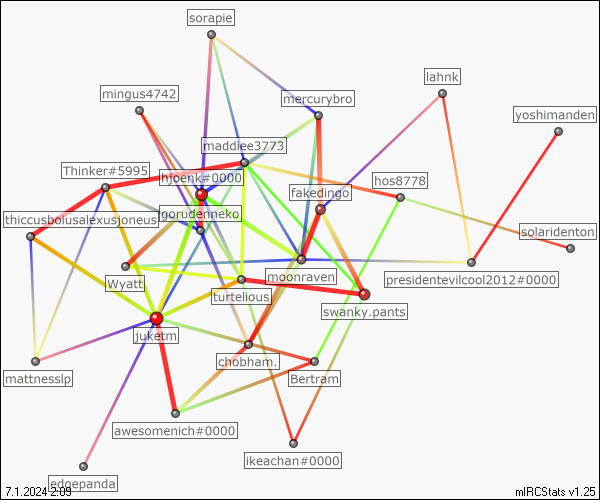 sorapie
lahnk
mingus4742
mercurybro
yoshimanden
maddiee3773
Thinker#5995
hjoenk#0000
hos8778
fakedingo
gorudenneko
thiccusboiusalexusjoneus
solaridenton
moonraven
presidentevilcool2012#0000
Wyatt
turtelious
swanky.pants
juketm
chobham.
mattnesslp
Bertram
awesomenich#0000
ikeachan#0000
edgepanda
7.1.2024 2:09
mIRCStats v1.25